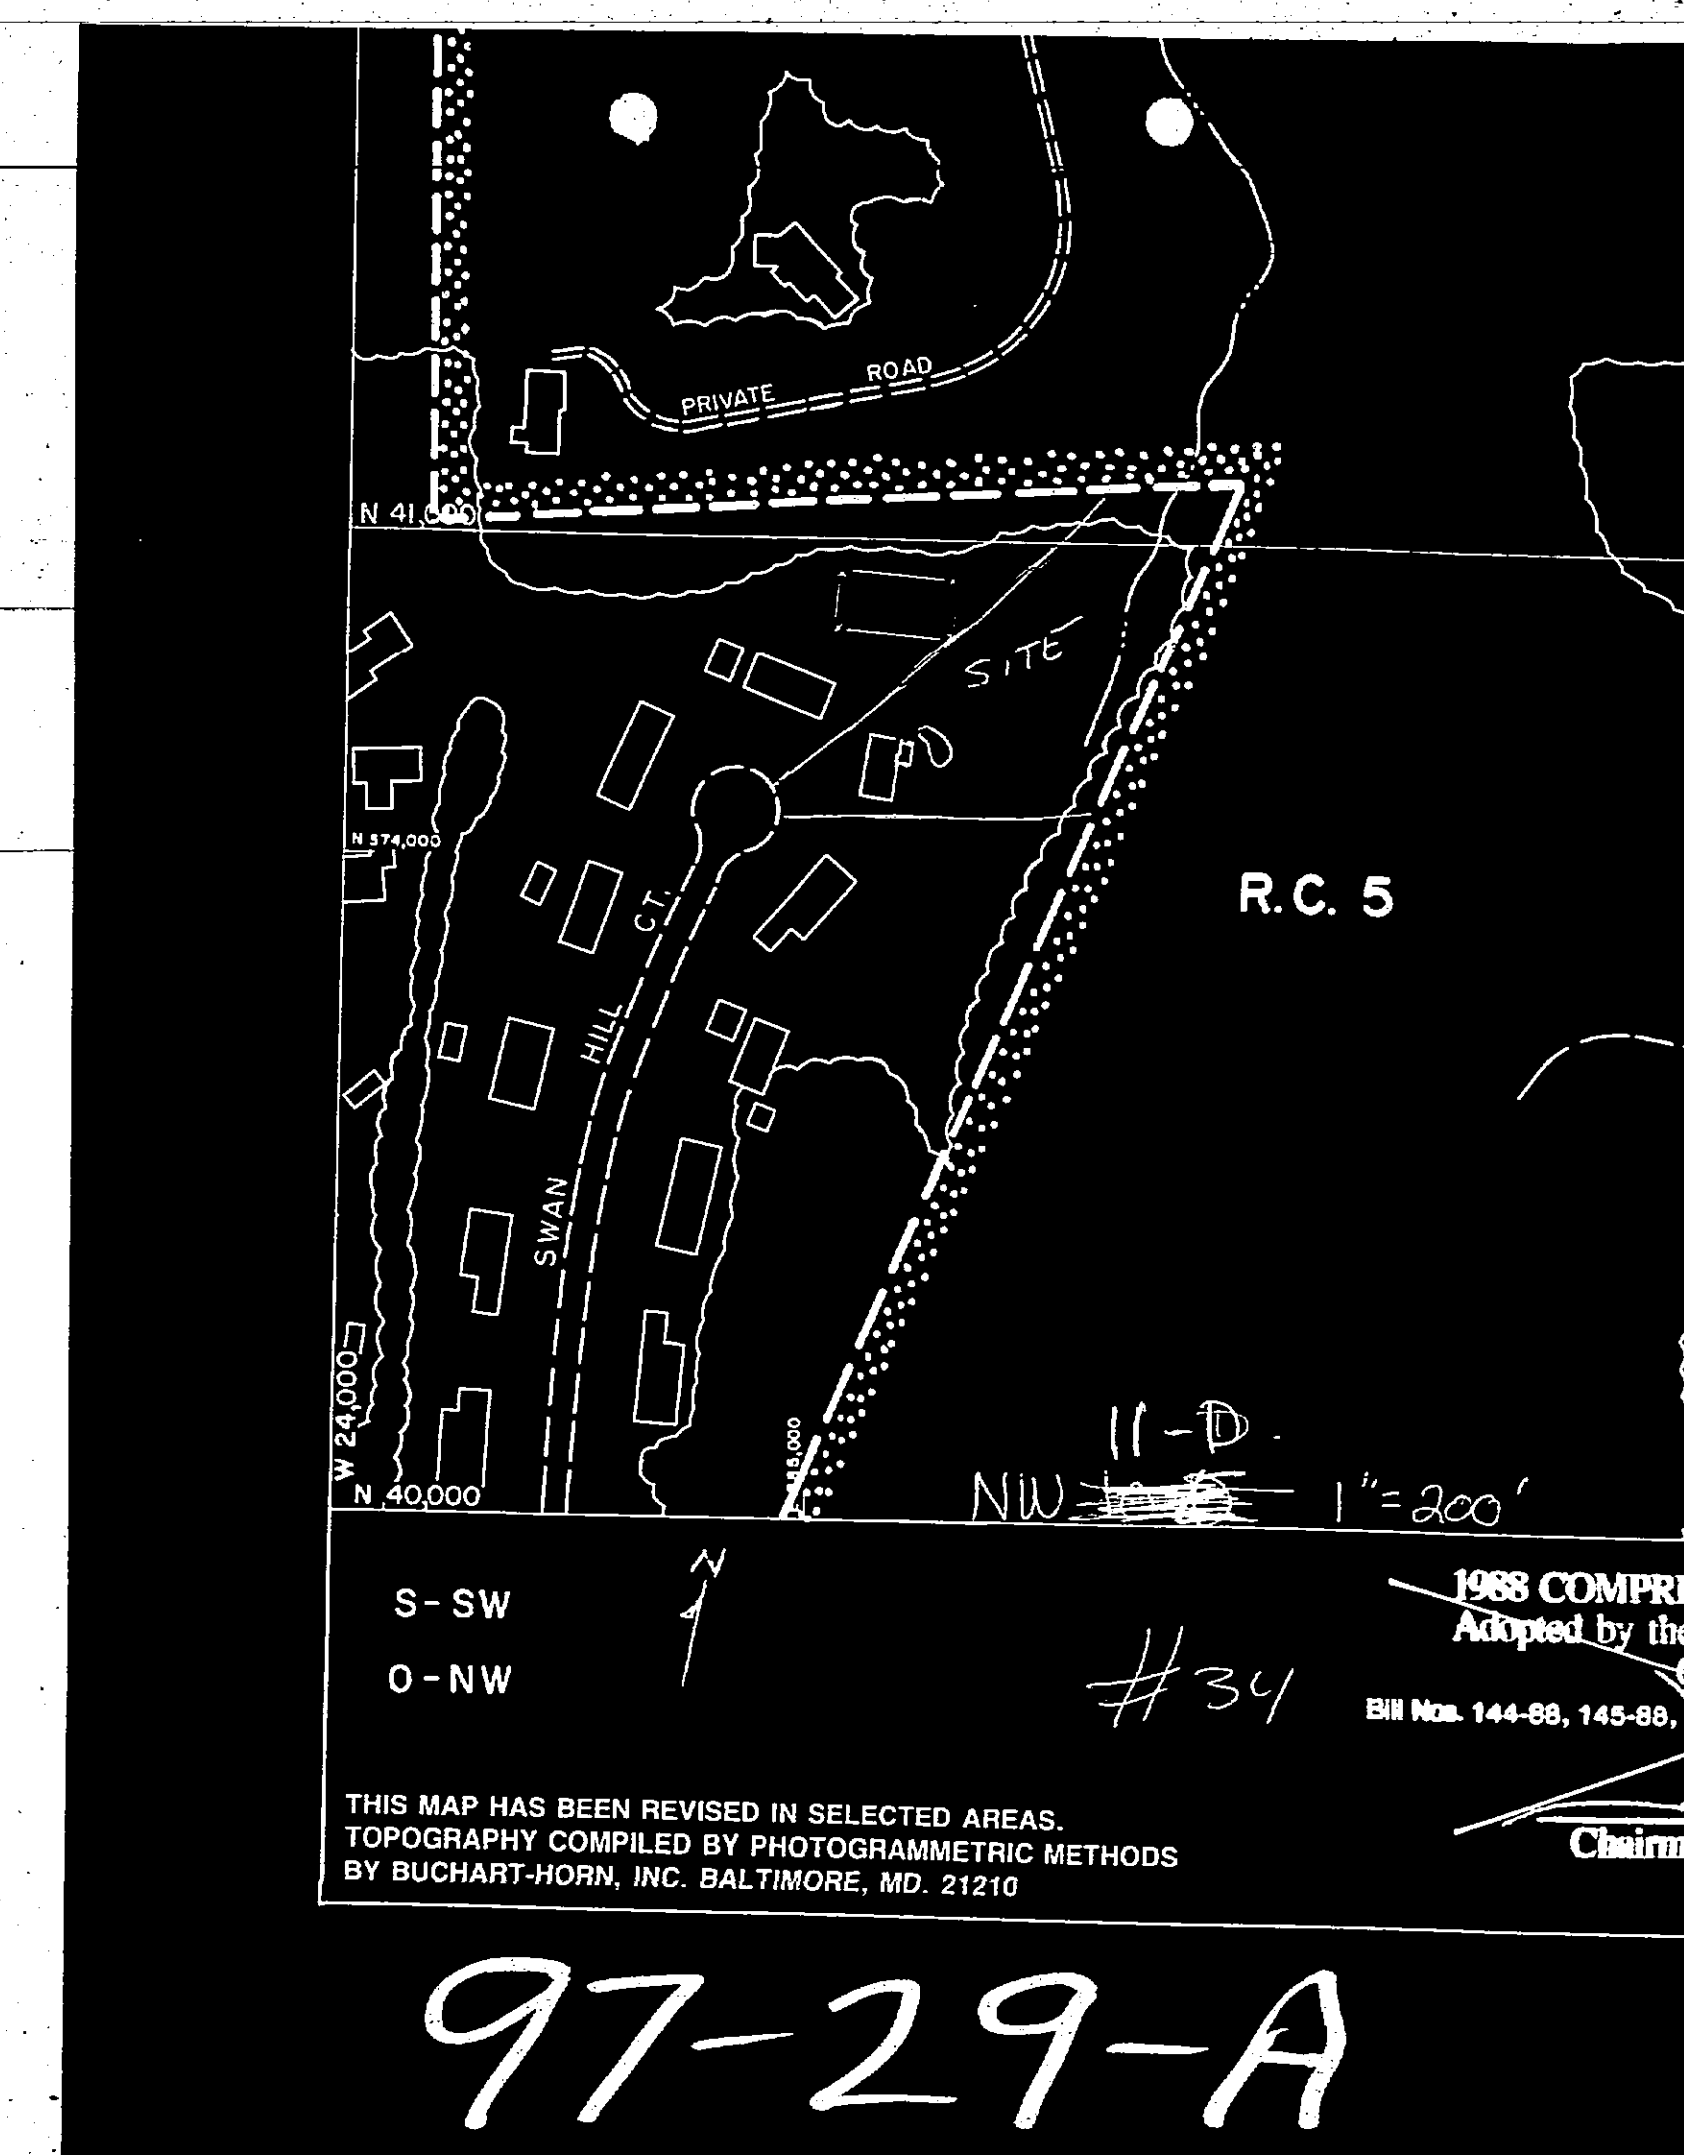 PRIVATE ROAD
N 41,000
SITE
N 574,000
R.C. 5
SWAN HILL CT.
W 24,000
N 40,000
11-D
NW 1"=200'
S-SW
O-NW
N
#34
1988 COMPRE
Adopted by the
Bill Nos. 144-88, 145-88,
Chairm
THIS MAP HAS BEEN REVISED IN SELECTED AREAS.
TOPOGRAPHY COMPILED BY PHOTOGRAMMETRIC METHODS
BY BUCHART-HORN, INC. BALTIMORE, MD. 21210
97-29-A